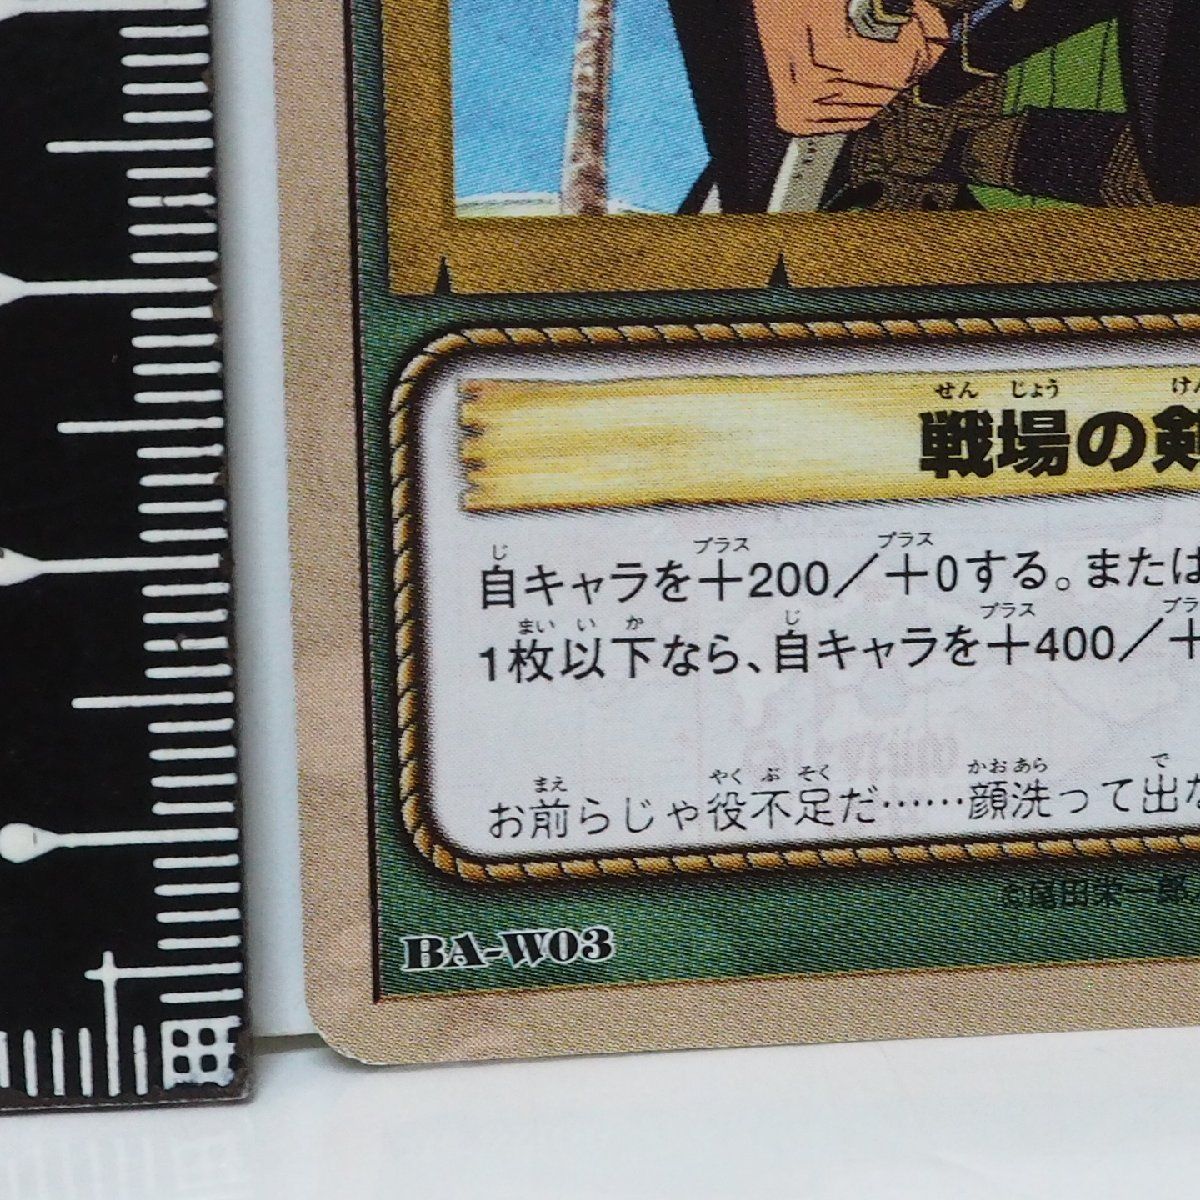 せん じょう
戦場の剣
じ プラス プラス
自キャラを＋200／＋0する。または
まい い か じ プラス
1枚以下なら、自キャラを＋400／＋
まえ やく ぶ そく かお あら で
お前らじゃ役不足だ……顔洗って出な
©尾田栄一郎
BA-W03